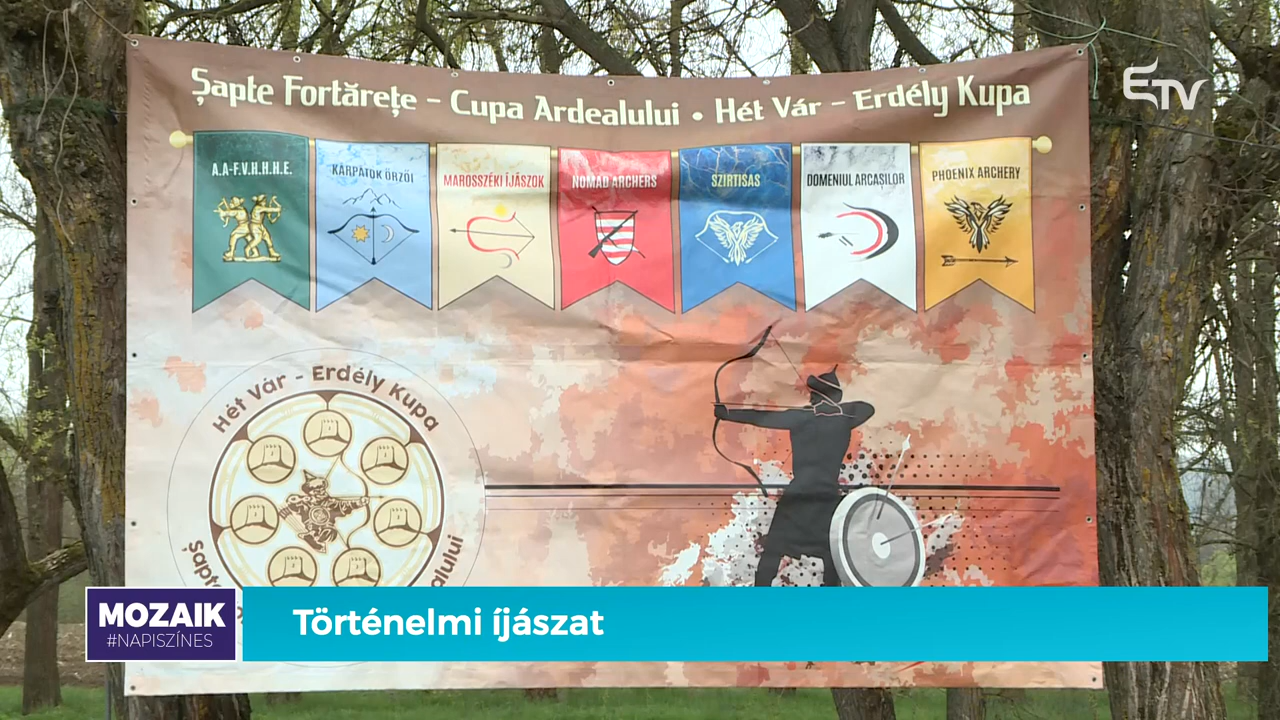 Șapte Fortărețe - Cupa Ardealului • Hét Vár - Erdély Kupa
ETV
A.A-F.V.H.H.H.E.
KÁRPÁTOK ŐRZŐI
MAROSSZÉKI ÍJÁSZOK
NOMAD ARCHERS
SZIRTISAS
DOMENIUL ARCAȘILOR
PHOENIX ARCHERY
Hét Vár - Erdély Kupa
MOZAIK
#NAPISZÍNES
Történelmi íjászat